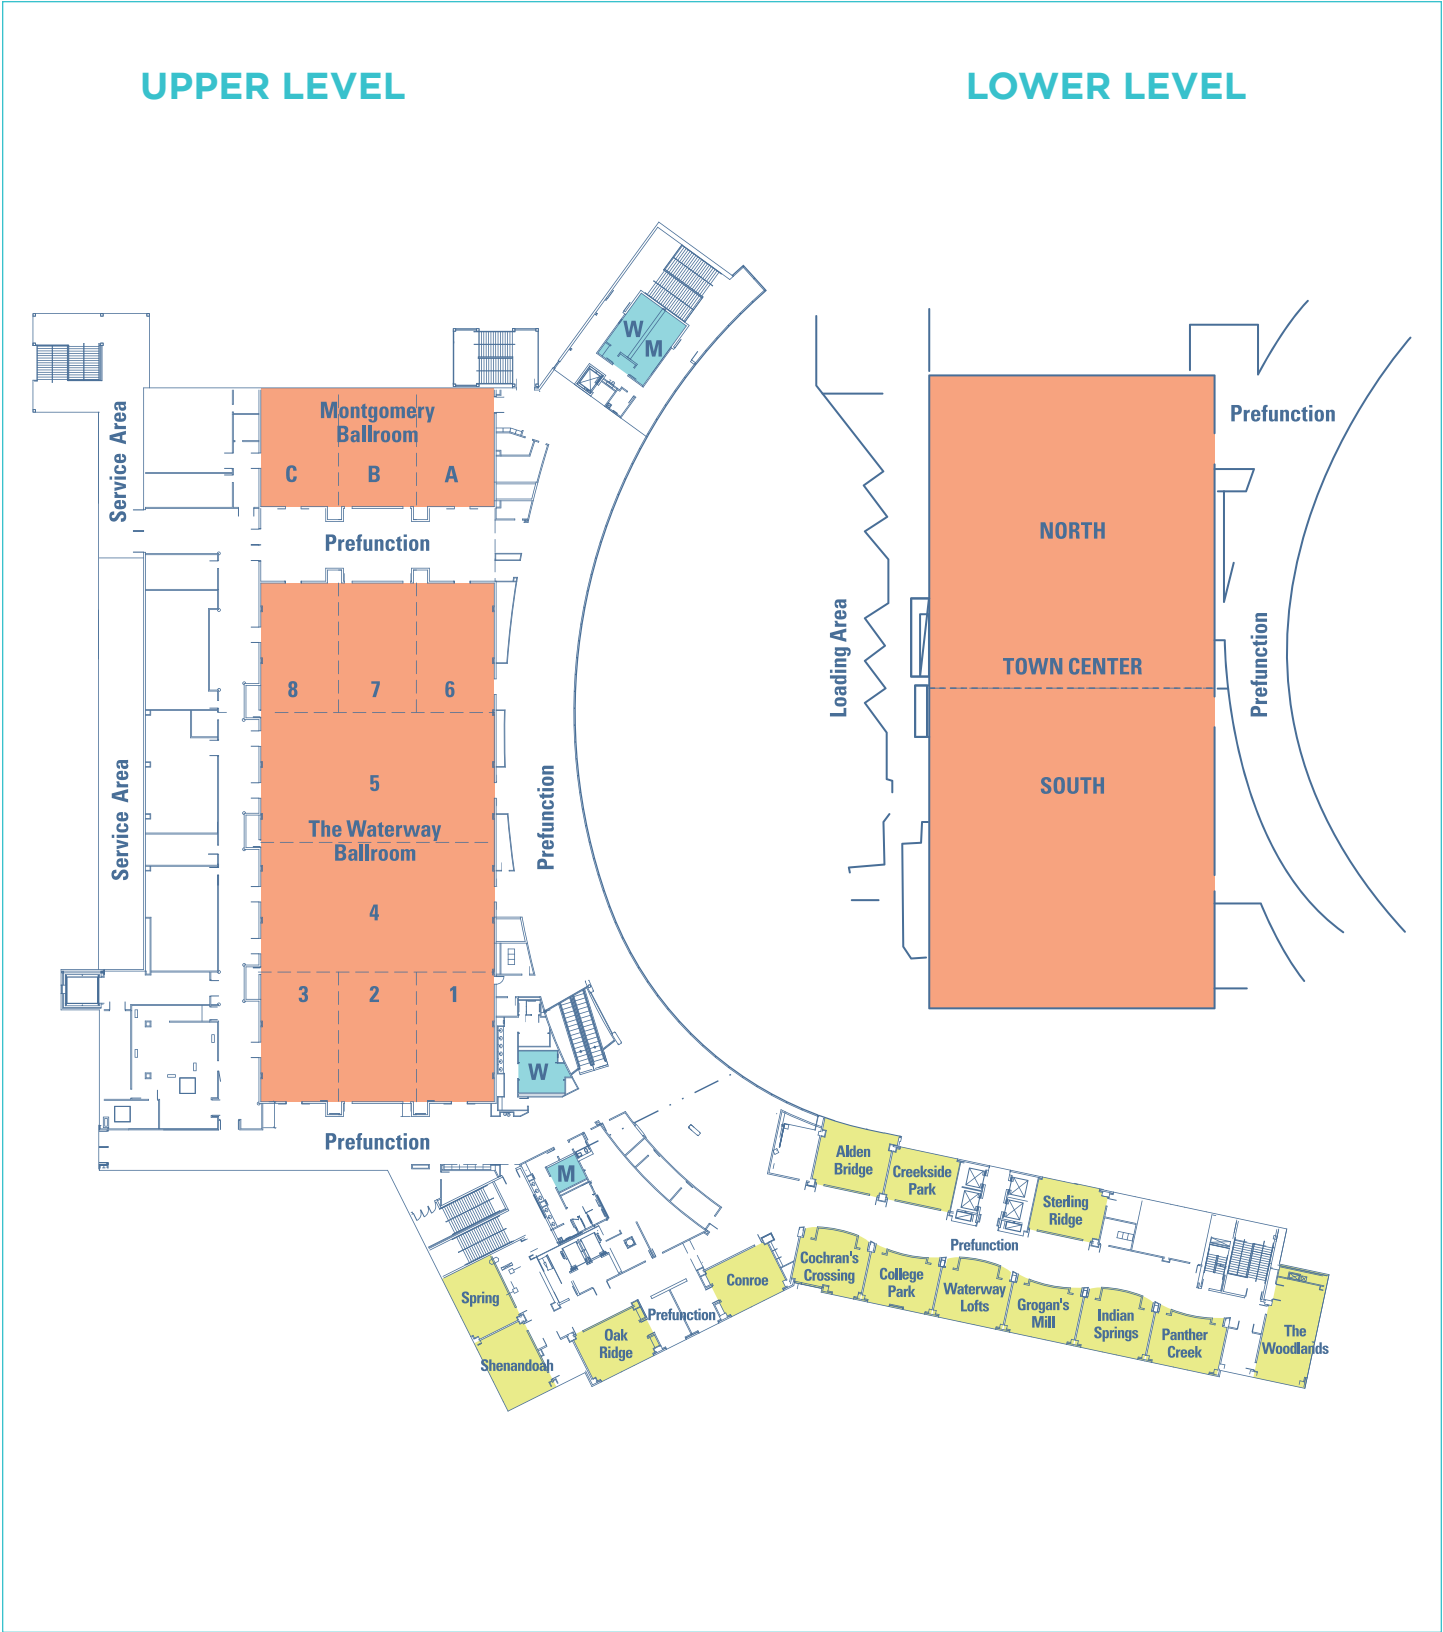 UPPER LEVEL
LOWER LEVEL
W
M
Montgomery
Ballroom
C
B
A
Service Area
Prefunction
8
7
6
5
The Waterway
Ballroom
4
3
2
1
Service Area
Prefunction
W
Prefunction
M
Prefunction
NORTH
TOWN CENTER
SOUTH
Loading Area
Prefunction
Alden
Bridge
Creekside
Park
Sterling
Ridge
Prefunction
Cochran's
Crossing
College
Park
Waterway
Lofts
Grogan's
Mill
Indian
Springs
Panther
Creek
The
Woodlands
Conroe
Prefunction
Oak
Ridge
Spring
Shenandoah